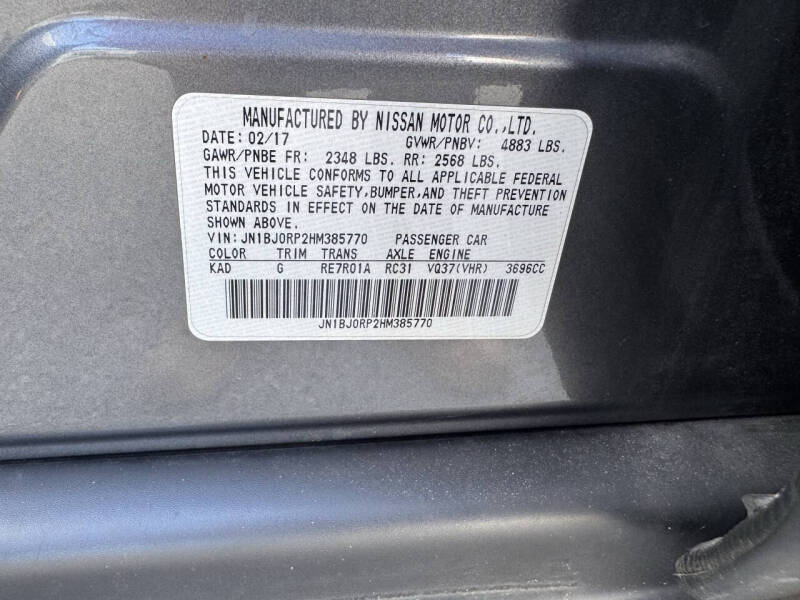 MANUFACTURED BY NISSAN MOTOR CO.,LTD.
DATE: 02/17 GVWR/PNBV: 4883 LBS.
GAWR/PNBE FR: 2348 LBS. RR: 2568 LBS.
THIS VEHICLE CONFORMS TO ALL APPLICABLE FEDERAL
MOTOR VEHICLE SAFETY,BUMPER,AND THEFT PREVENTION
STANDARDS IN EFFECT ON THE DATE OF MANUFACTURE
SHOWN ABOVE.
VIN:JN1BJ0RP2HM385770 PASSENGER CAR
COLOR TRIM TRANS AXLE ENGINE
KAD G RE7R01A RC31 VQ37(VHR) 3696CC
JN1BJ0RP2HM385770